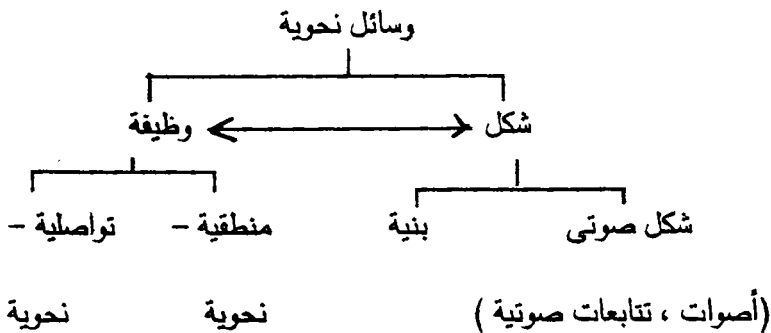 وسائل نحوية
شكل
وظيفة
شكل صوتى
بنية
منطقية –
تواصلية –
(أصوات ، تتابعات صوتية )
نحوية
نحوية